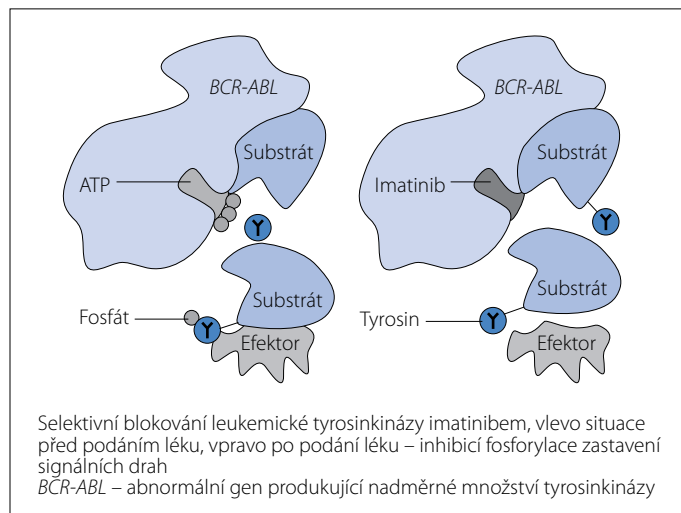 BCR-ABL
Substrát
ATP
Y
Substrát
Fosfát
Y
Efektor
BCR-ABL
Substrát
Imatinib
Y
Substrát
Tyrosin
Y
Efektor
Selektivní blokování leukemické tyrosinkinázy imatinibem, vlevo situace
před podáním léku, vpravo po podání léku – inhibicí fosforylace zastavení
signálních drah
BCR-ABL – abnormální gen produkující nadměrné množství tyrosinkinázy